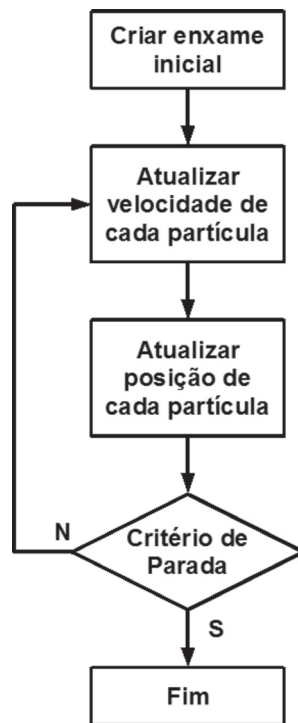 Criar enxame
inicial
Atualizar
velocidade de
cada partícula
Atualizar
posição de
cada partícula
N
Critério de
Parada
S
Fim